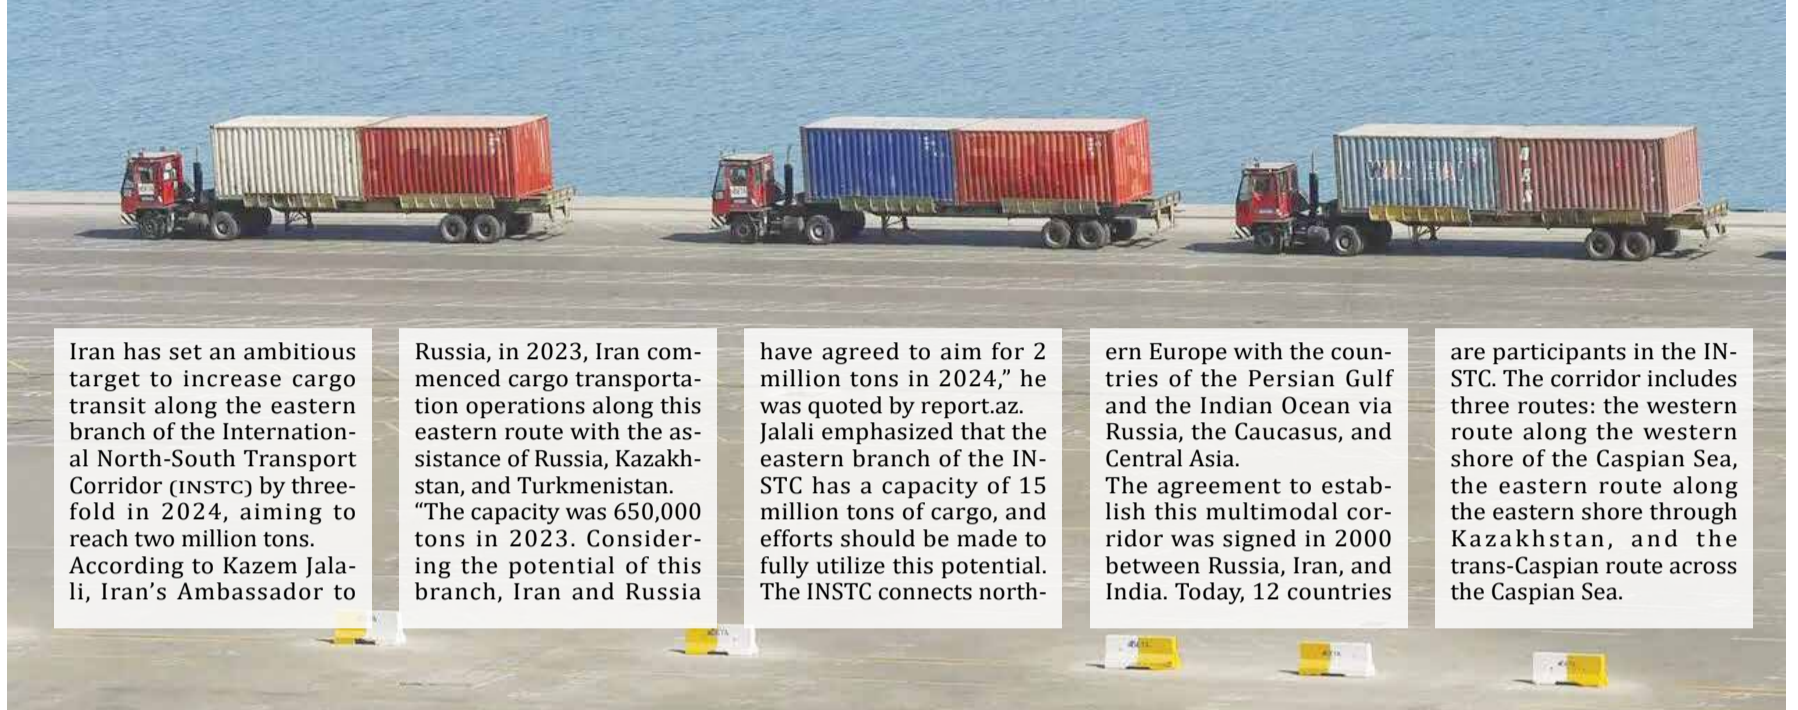 Iran has set an ambitious
target to increase cargo
transit along the eastern
branch of the Internation-
al North-South Transport
Corridor (INSTC) by three-
fold in 2024, aiming to
reach two million tons.
According to Kazem Jala-
li, Iran’s Ambassador to
Russia, in 2023, Iran com-
menced cargo transporta-
tion operations along this
eastern route with the as-
sistance of Russia, Kazakh-
stan, and Turkmenistan.
“The capacity was 650,000
tons in 2023. Consider-
ing the potential of this
branch, Iran and Russia
have agreed to aim for 2
million tons in 2024,” he
was quoted by report.az.
Jalali emphasized that the
eastern branch of the IN-
STC has a capacity of 15
million tons of cargo, and
efforts should be made to
fully utilize this potential.
The INSTC connects north-
ern Europe with the coun-
tries of the Persian Gulf
and the Indian Ocean via
Russia, the Caucasus, and
Central Asia.
The agreement to estab-
lish this multimodal cor-
ridor was signed in 2000
between Russia, Iran, and
India. Today, 12 countries
are participants in the IN-
STC. The corridor includes
three routes: the western
route along the western
shore of the Caspian Sea,
the eastern route along
the eastern shore through
Kazakhstan, and the
trans-Caspian route across
the Caspian Sea.